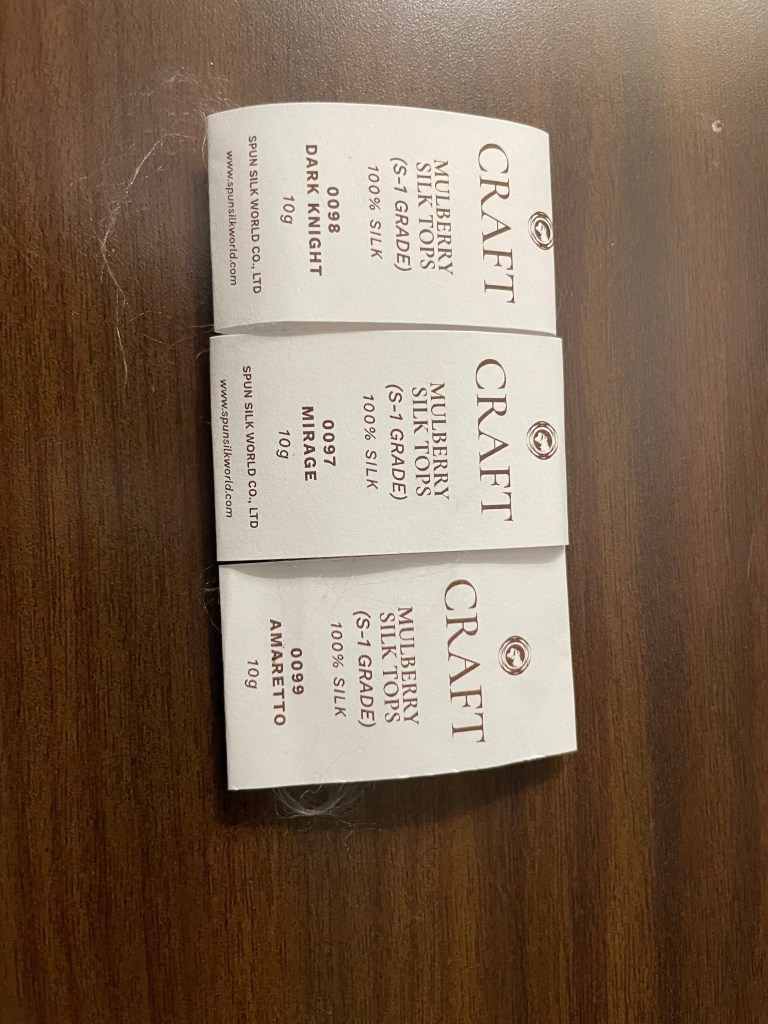 CRAFT
MULBERRY
SILK TOPS
(S-1 GRADE)
100% SILK
0098
DARK KNIGHT
10g
SPUN SILK WORLD CO., LTD
www.spunsilkworld.com
CRAFT
MULBERRY
SILK TOPS
(S-1 GRADE)
100% SILK
0097
MIRAGE
10g
SPUN SILK WORLD CO., LTD
www.spunsilkworld.com
CRAFT
MULBERRY
SILK TOPS
(S-1 GRADE)
100% SILK
0099
AMARETTO
10g